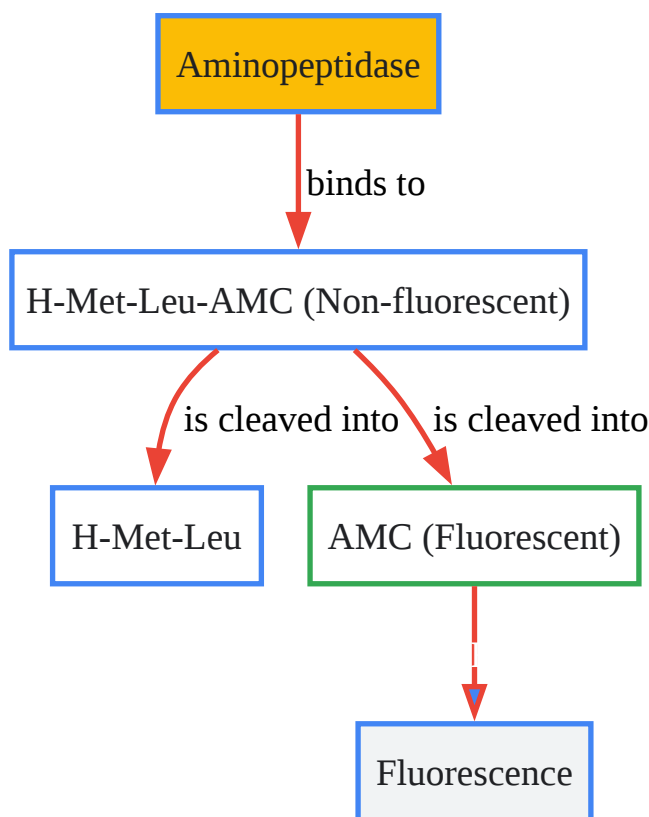 Aminopeptidase
binds to
H-Met-Leu-AMC (Non-fluorescent)
is cleaved into
is cleaved into
H-Met-Leu
AMC (Fluorescent)
Fluorescence